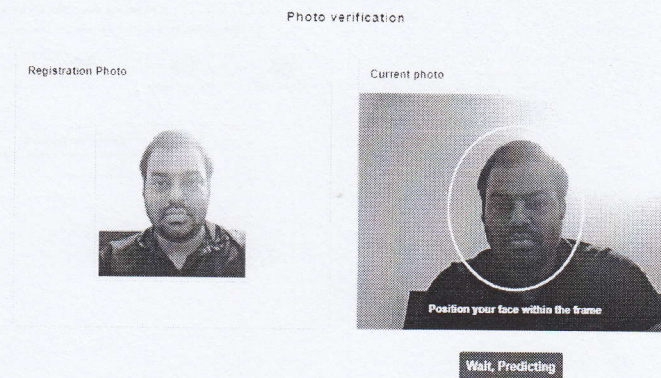 Photo verification
Registration Photo
Current photo
Position your face within the frame
Wait, Predicting